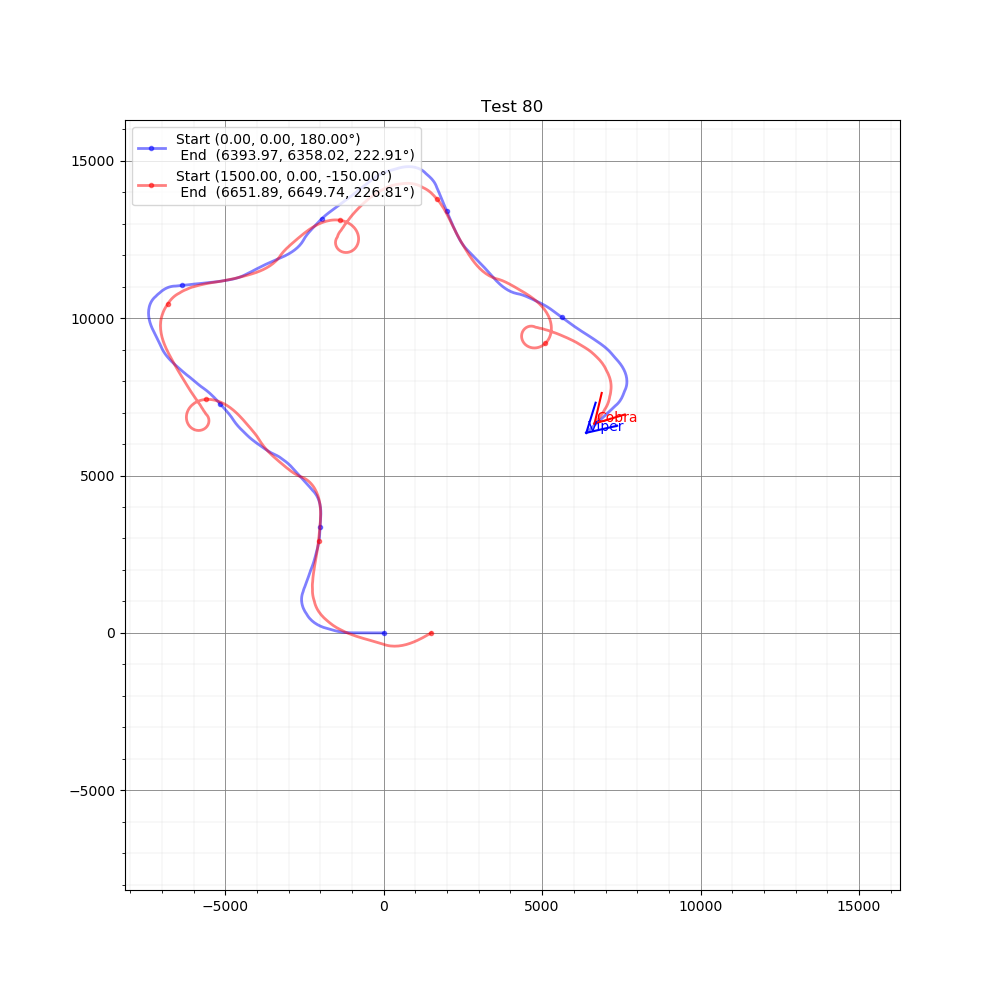 Test 80
Start (0.00, 0.00, 180.00°)
End (6393.97, 6358.02, 222.91°)
Start (1500.00, 0.00, -150.00°)
End (6651.89, 6649.74, 226.81°)
15000
10000
5000
0
−5000
Cobra
Viper
−5000
0
5000
10000
15000